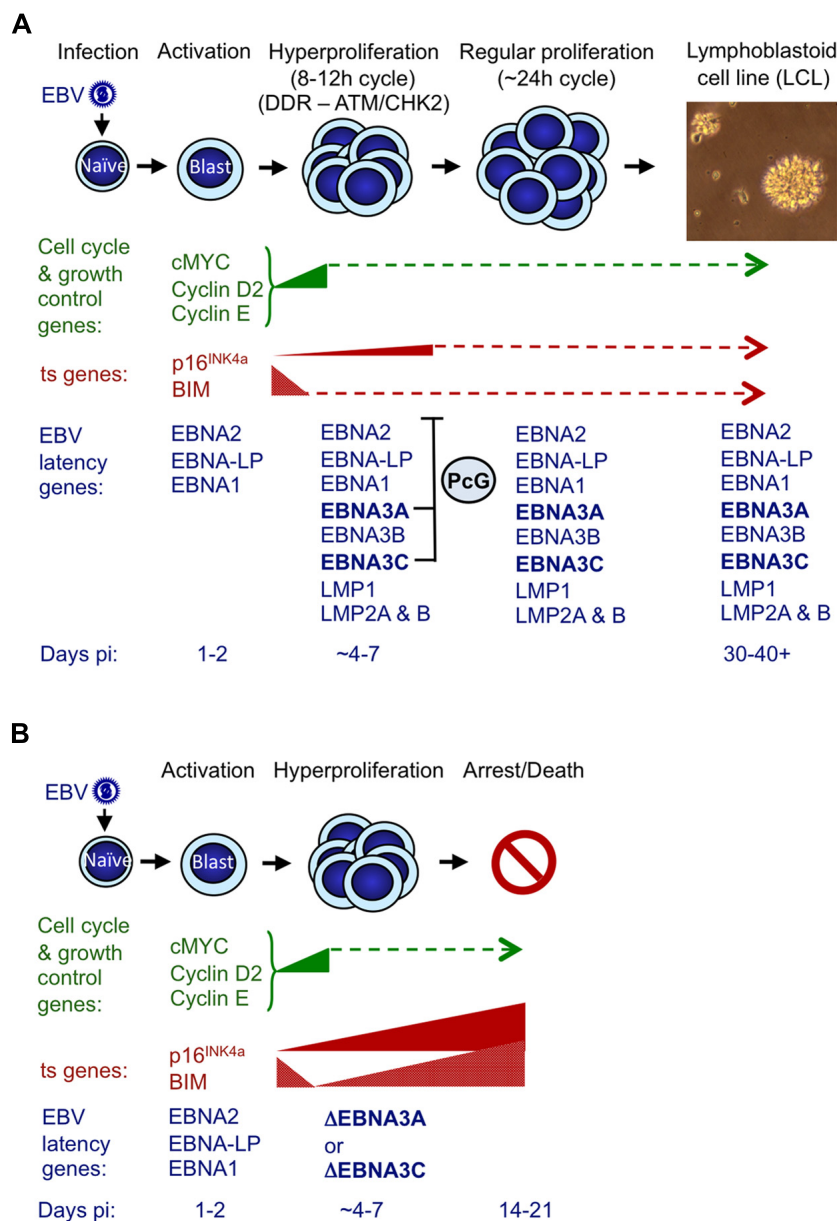 A
Infection
Activation
Hyperproliferation
(8-12h cycle)
(DDR – ATM/CHK2)
Regular proliferation
(~24h cycle)
Lymphoblastoid
cell line (LCL)
EBV
Naïve
Blast
Cell cycle
& growth
control
genes:
cMYC
Cyclin D2
Cyclin E
ts genes:
p16INK4a
BIM
EBV
latency
genes:
EBNA2
EBNA-LP
EBNA1
EBNA2
EBNA-LP
EBNA1
EBNA3A
EBNA3B
EBNA3C
LMP1
LMP2A & B
PcG
EBNA2
EBNA-LP
EBNA1
EBNA3A
EBNA3B
EBNA3C
LMP1
LMP2A & B
EBNA2
EBNA-LP
EBNA1
EBNA3A
EBNA3B
EBNA3C
LMP1
LMP2A & B
Days pi:
1-2
~4-7
30-40+
B
Activation
Hyperproliferation
Arrest/Death
EBV
Naïve
Blast
Cell cycle
& growth
control
genes:
cMYC
Cyclin D2
Cyclin E
ts genes:
p16INK4a
BIM
EBV
latency
genes:
EBNA2
EBNA-LP
EBNA1
ΔEBNA3A
or
ΔEBNA3C
Days pi:
1-2
~4-7
14-21